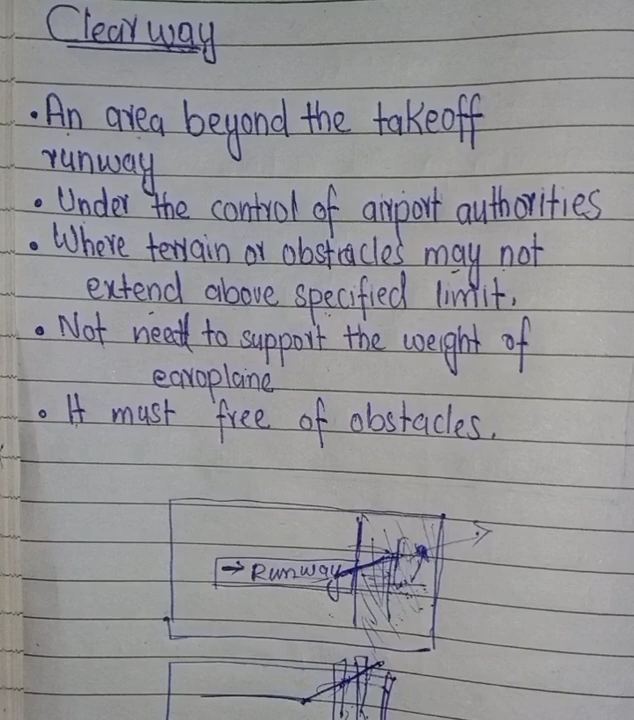 Clearway
• An area beyond the takeoff
runway
• Under the control of airport authorities
• Where terrain or obstracles may not
extend above specified limit.
• Not need to support the weight of
earoplane
• It must free of obstacles.
→ Runway